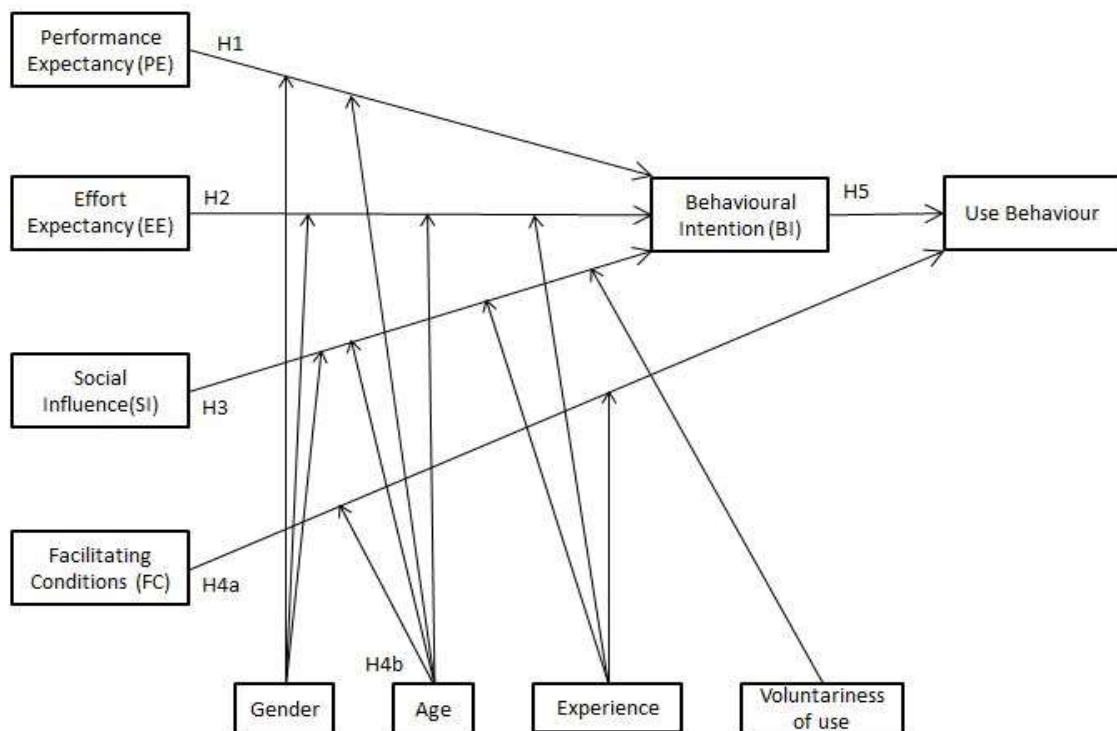 Performance
Expectancy (PE)
H1
Effort
Expectancy (EE)
H2
Behavioural
Intention (BI)
H5
Use Behaviour
Social
Influence(SI)
H3
Facilitating
Conditions (FC)
H4a
H4b
Gender
Age
Experience
Voluntariness
of use